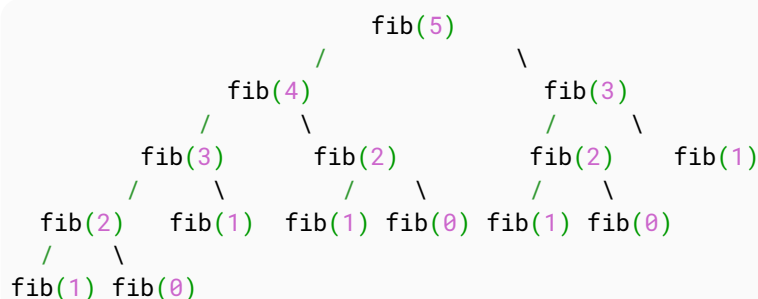 fib(5)
/ \
fib(4) fib(3)
/ \ / \
fib(3) fib(2) fib(2) fib(1)
/ \ / \ / \
fib(2) fib(1) fib(1) fib(0) fib(1) fib(0)
/ \
fib(1) fib(0)